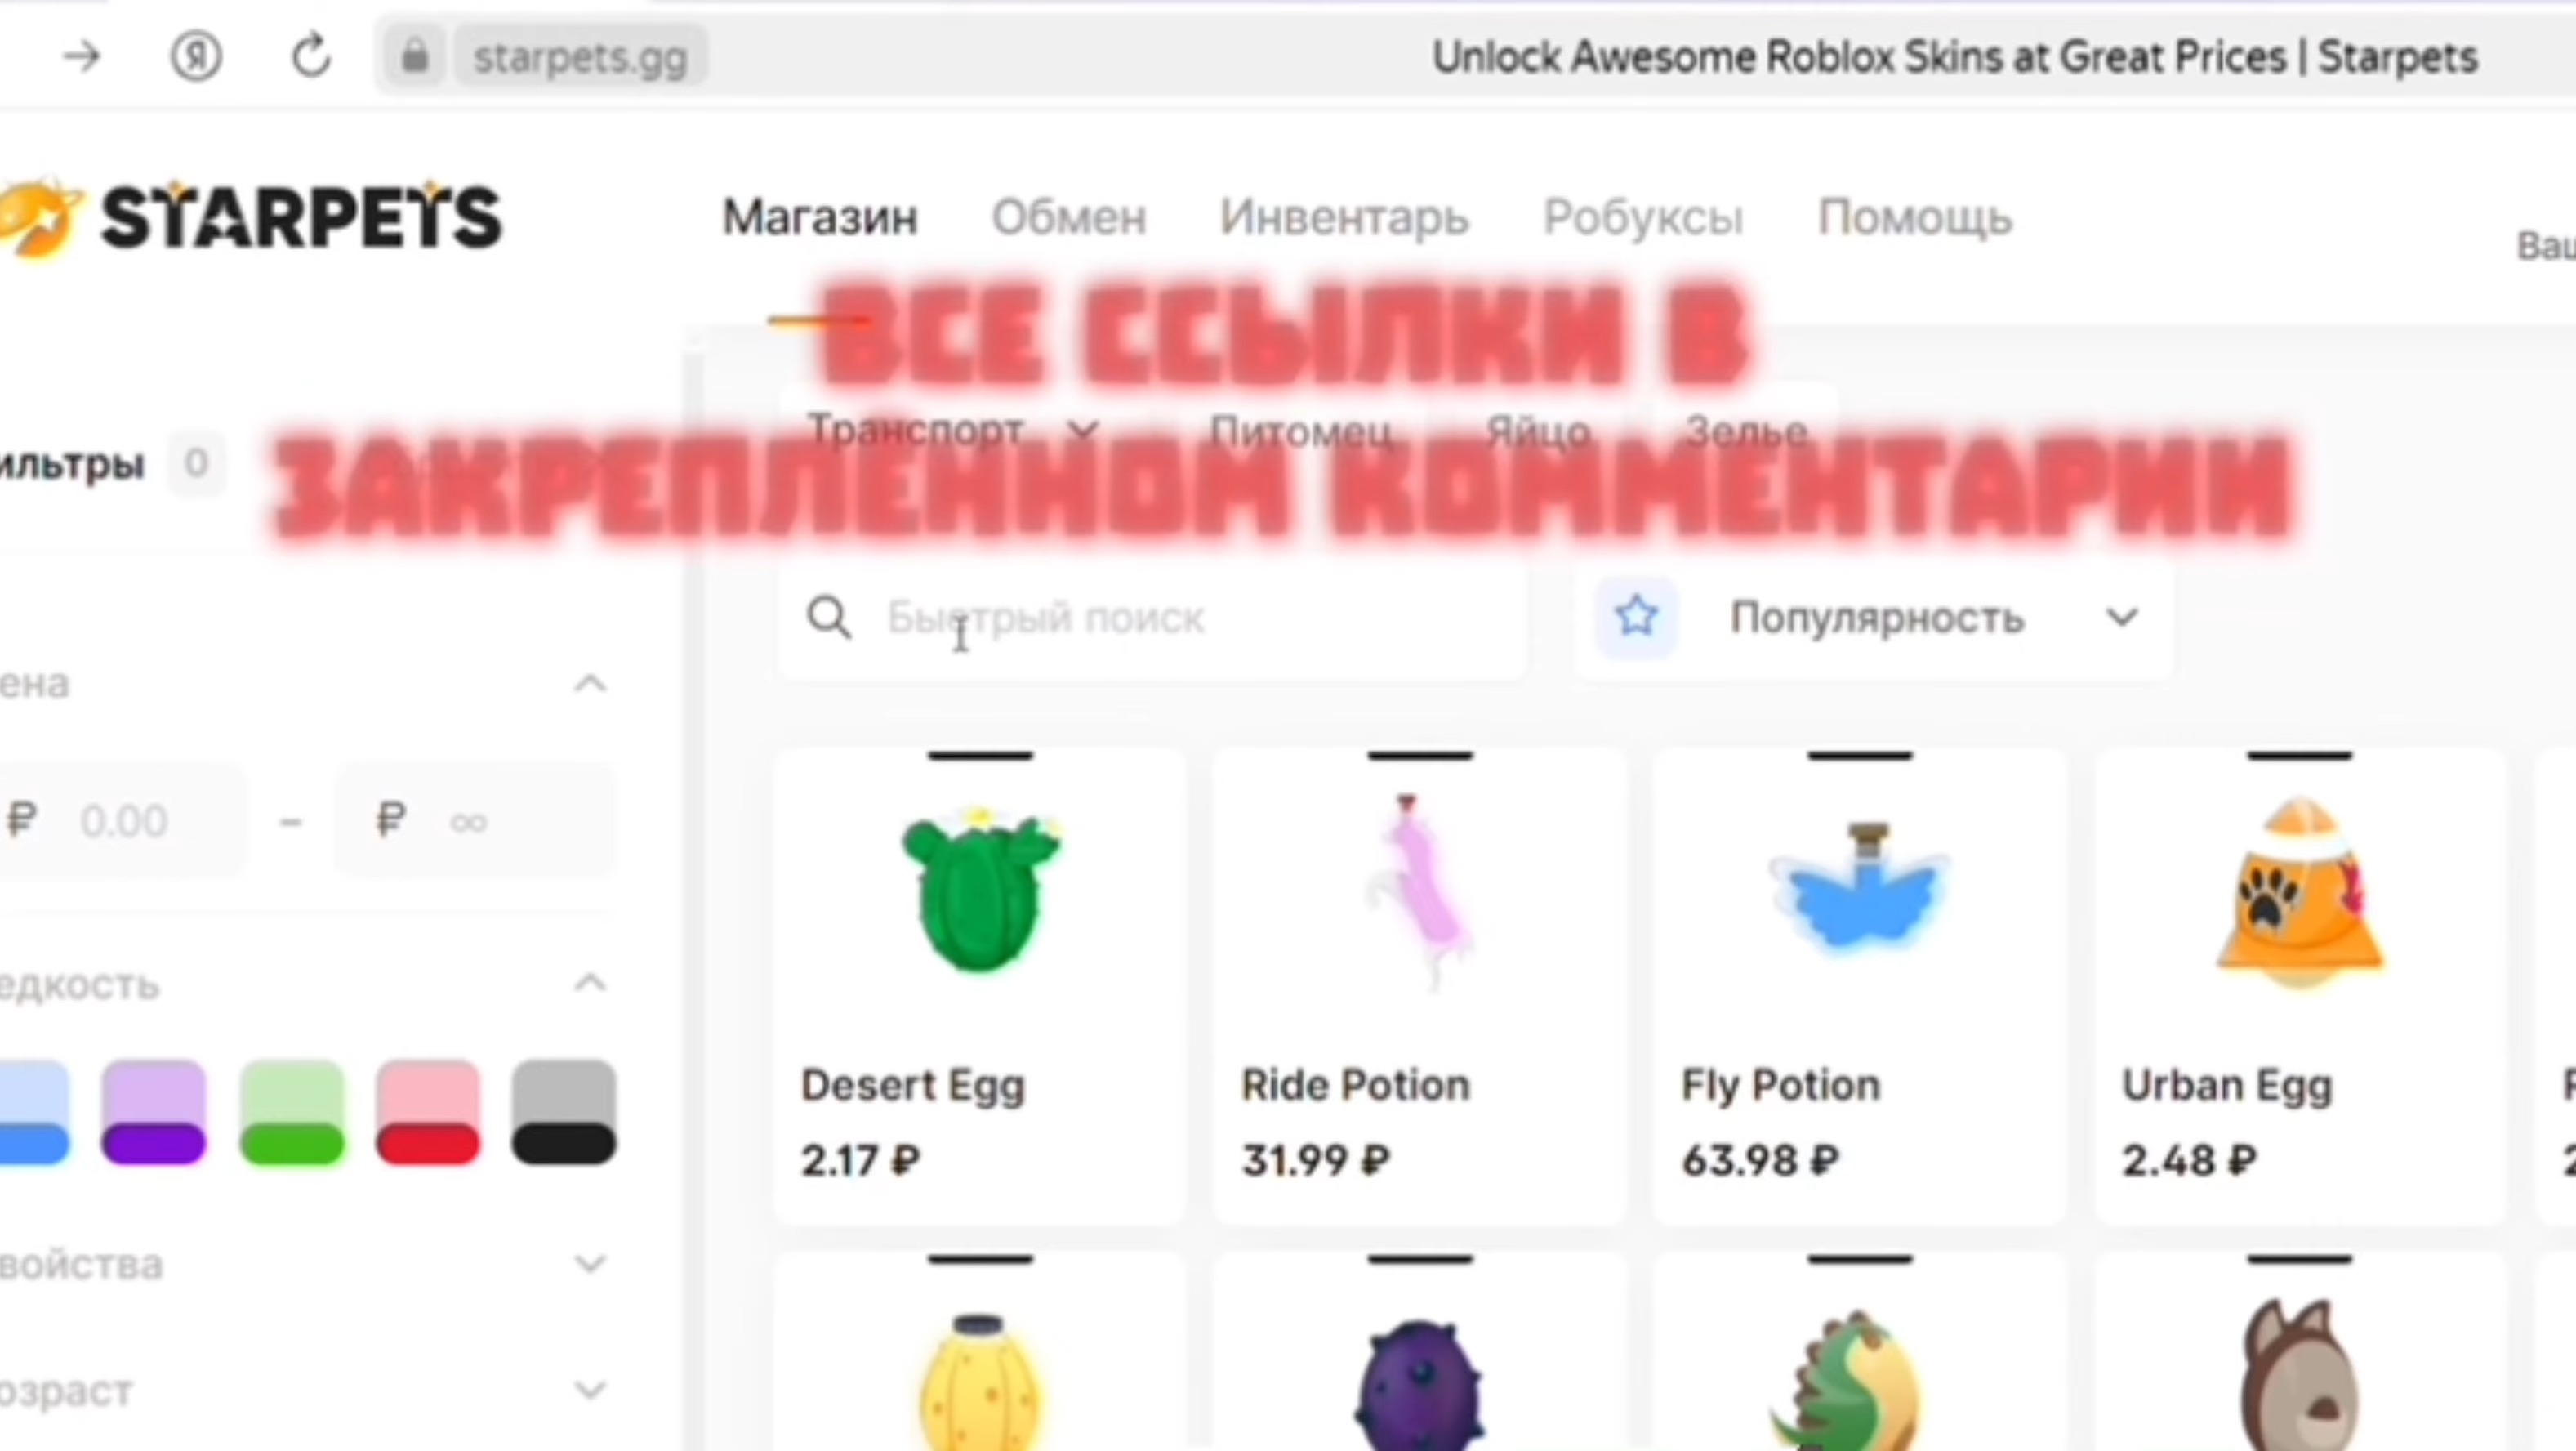 starpets.gg
Unlock Awesome Roblox Skins at Great Prices | Starpets
STARPETS
Магазин Обмен Инвентарь Робуксы Помощь
Ваш
ВСЕ ССЫЛКИ В
Транспорт Питомец Яйцо Зелье
ЗАКРЕПЛЁННОМ КОММЕНТАРИИ
ильтры 0
Быстрый поиск
Популярность
ена
₽ 0.00 – ₽ ∞
едкость
Desert Egg Ride Potion Fly Potion Urban Egg
2.17 ₽ 31.99 ₽ 63.98 ₽ 2.48 ₽
войства
озраст